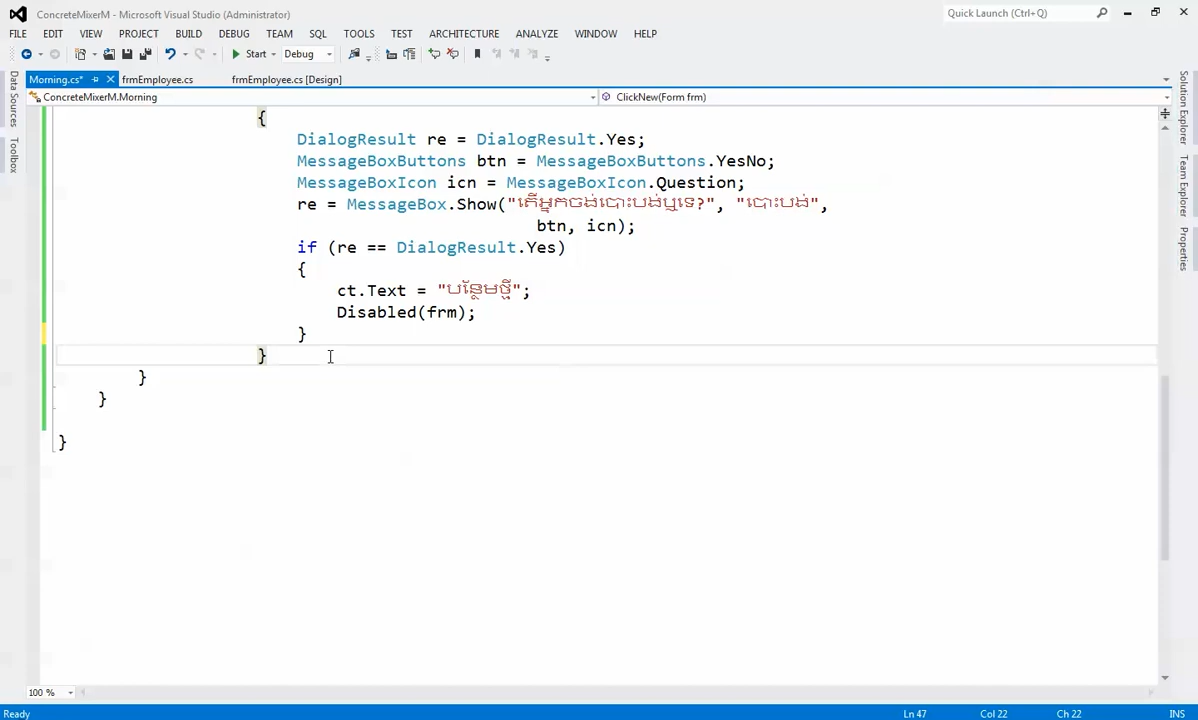 ConcreteMixerM - Microsoft Visual Studio (Administrator)
Quick Launch (Ctrl+Q)
FILE EDIT VIEW PROJECT BUILD DEBUG TEAM SQL TOOLS TEST ARCHITECTURE ANALYZE WINDOW HELP
Start Debug
Morning.cs* frmEmployee.cs frmEmployee.cs [Design]
ConcreteMixerM.Morning ClickNew(Form frm)
Data Sources
Toolbox
Solution Explorer
Team Explorer
Properties
{
DialogResult re = DialogResult.Yes;
MessageBoxButtons btn = MessageBoxButtons.YesNo;
MessageBoxIcon icn = MessageBoxIcon.Question;
re = MessageBox.Show("តើអ្នកចង់បោះបង់ឬទេ?", "បោះបង់",
btn, icn);
if (re == DialogResult.Yes)
{
ct.Text = "បន្ថែមថ្មី";
Disabled(frm);
}
}
}
}
}
100 %
Ready Ln 47 Col 22 Ch 22 INS